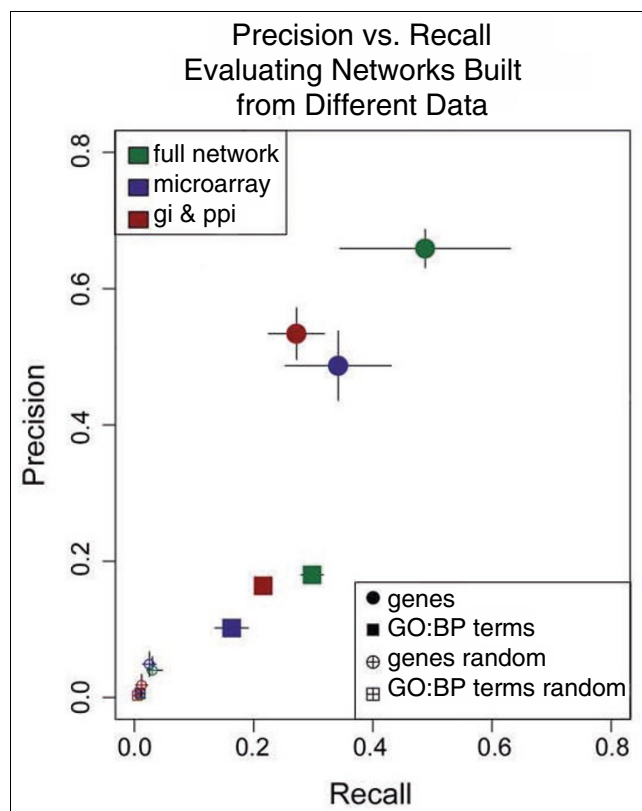 Precision vs. Recall
Evaluating Networks Built
from Different Data
full network
microarray
gi & ppi
0.8
0.6
0.4
0.2
0.0
Precision
genes
GO:BP terms
genes random
GO:BP terms random
0.0 0.2 0.4 0.6 0.8
Recall